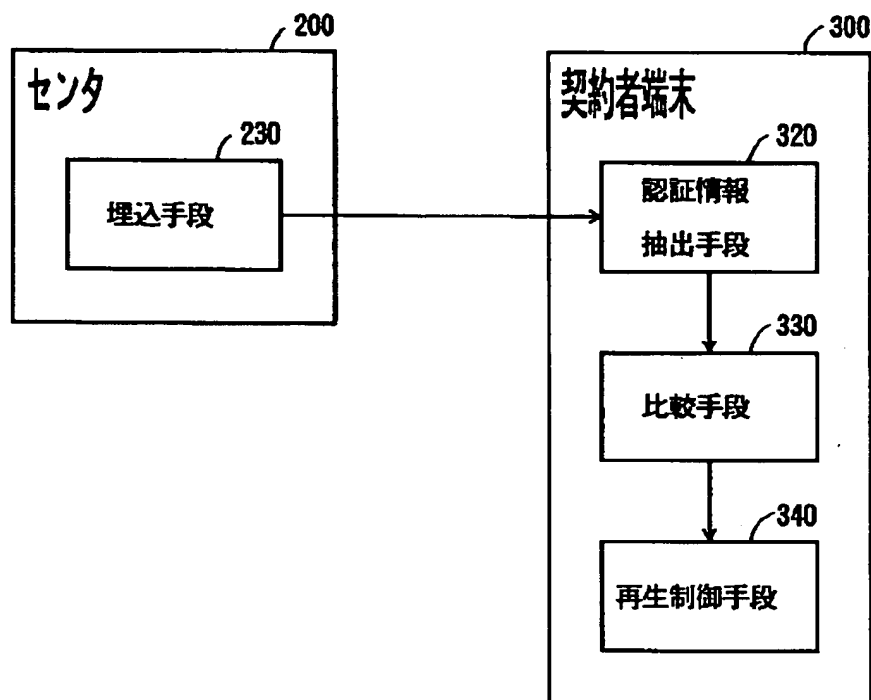 200
センタ
230
埋込手段
300
契約者端末
320
認証情報
抽出手段
330
比較手段
340
再生制御手段